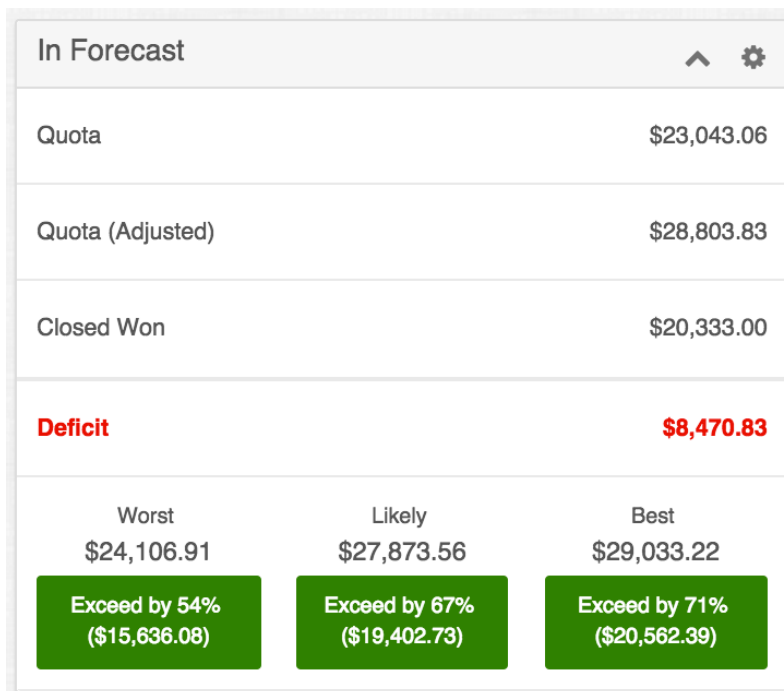 In Forecast
Quota $23,043.06
Quota (Adjusted) $28,803.83
Closed Won $20,333.00
Deficit $8,470.83
Worst Likely Best
$24,106.91 $27,873.56 $29,033.22
Exceed by 54% Exceed by 67% Exceed by 71%
($15,636.08) ($19,402.73) ($20,562.39)